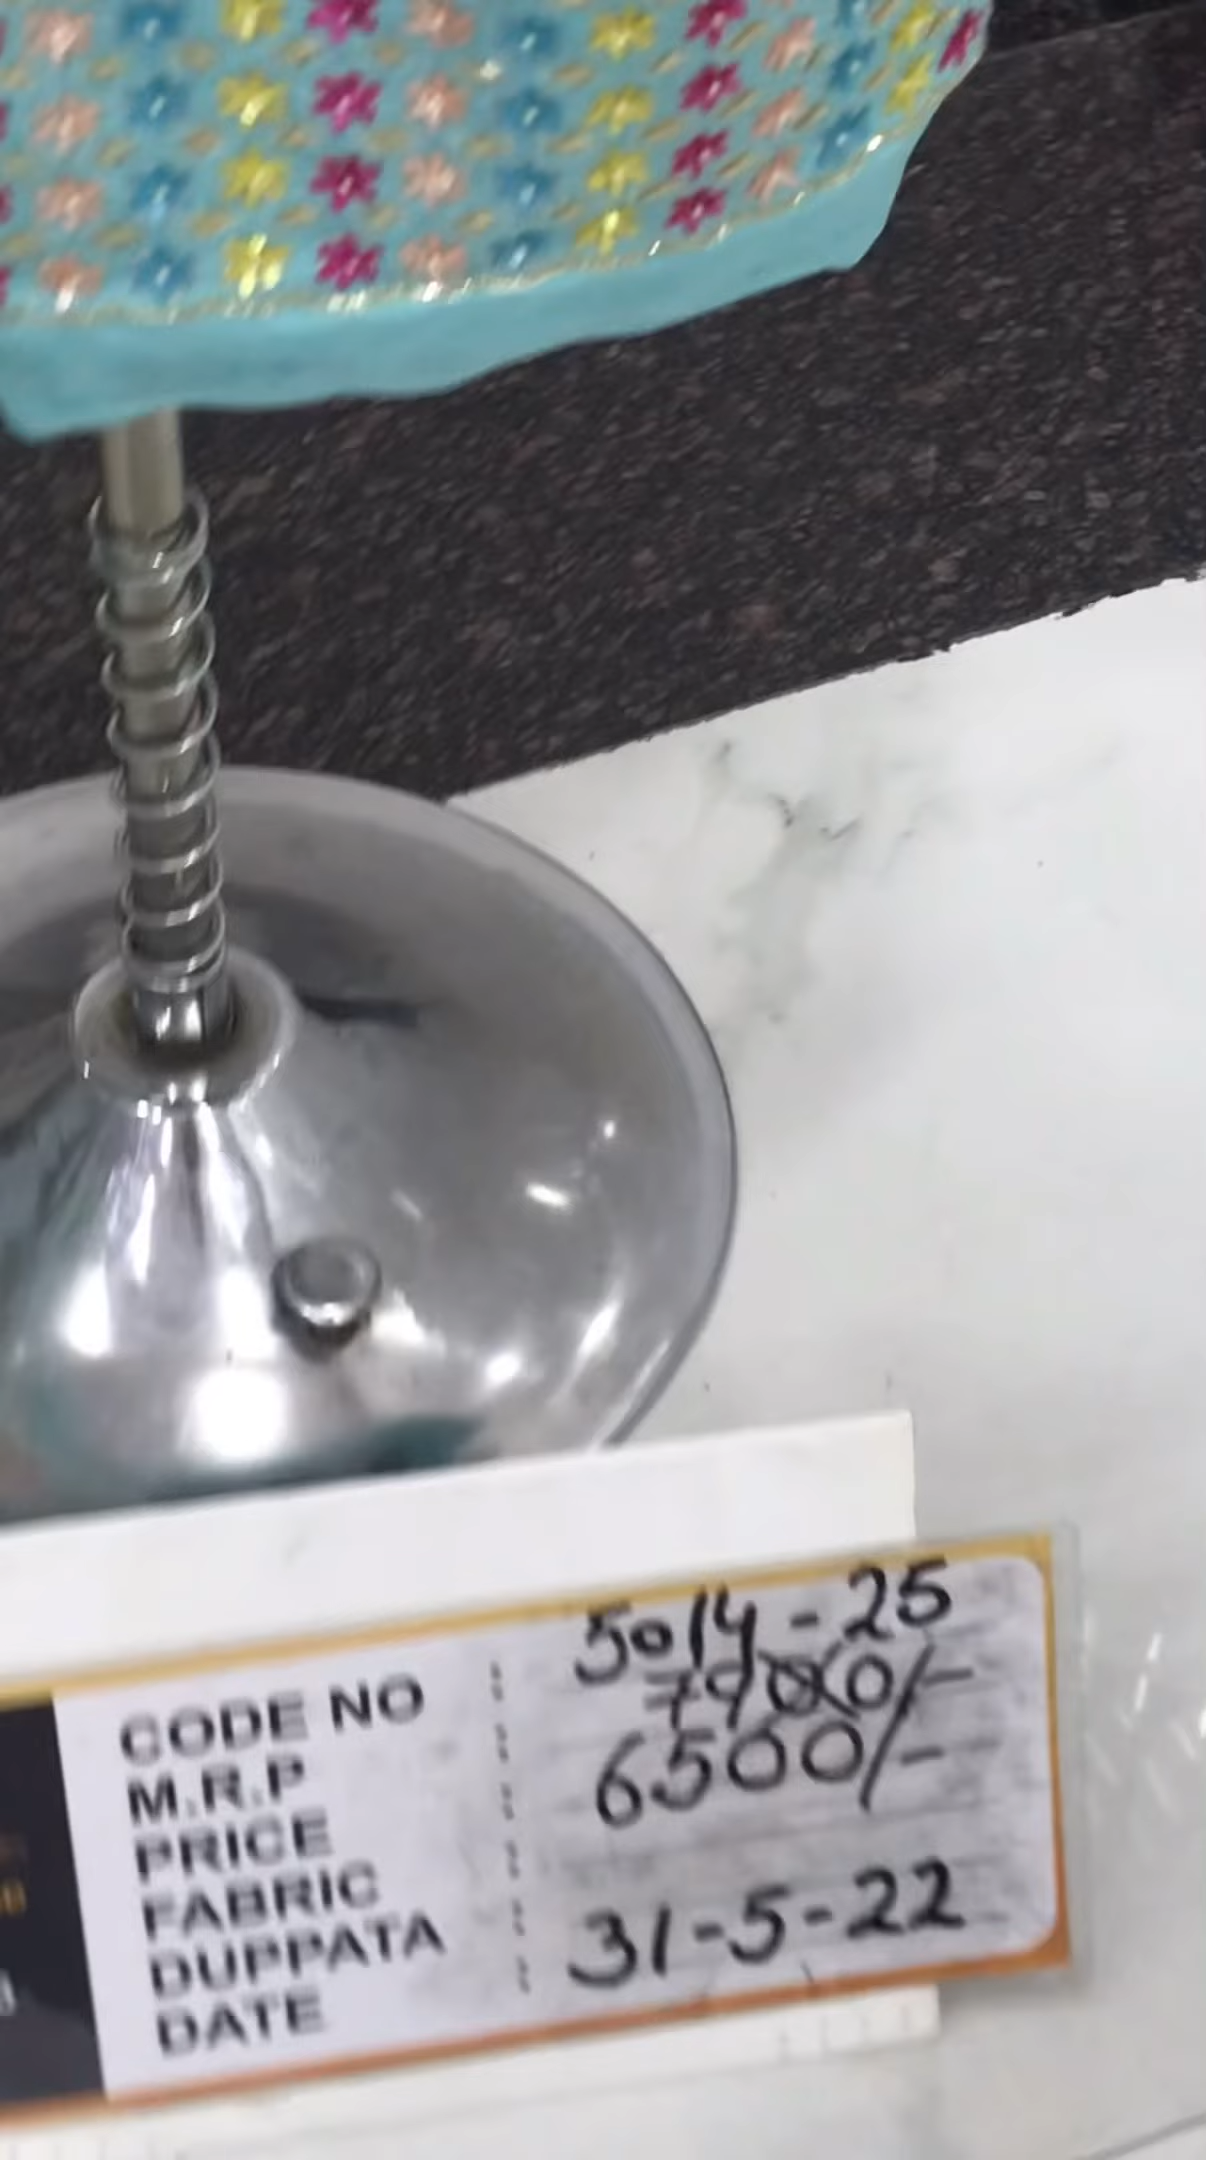 CODE NO : 5014-25
M.R.P : 7900/-
PRICE : 6500/-
FABRIC :
DUPPATA :
DATE : 31-5-22